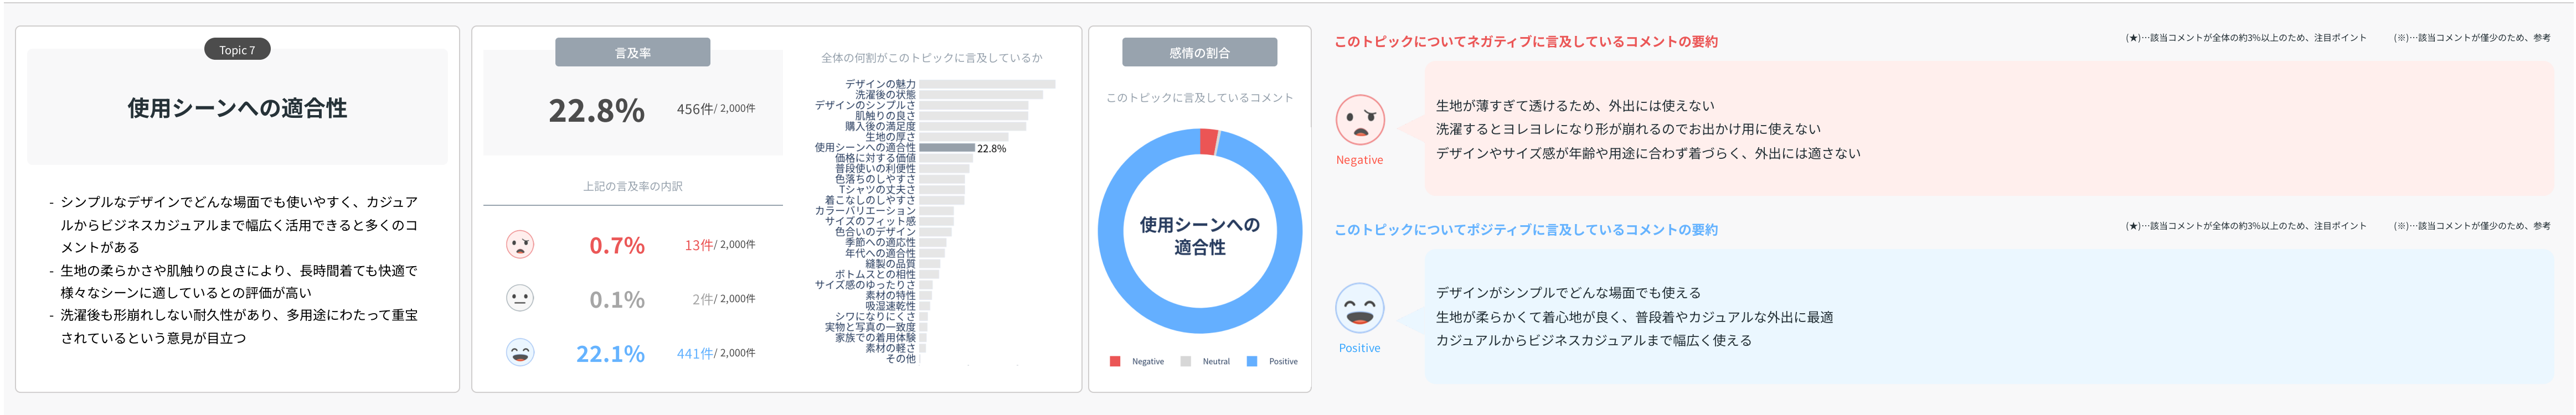 Topic 7
使用シーンへの適合性
- シンプルなデザインでどんな場面でも使いやすく、カジュア
ルからビジネスカジュアルまで幅広く活用できると多くのコ
メントがある
- 生地の柔らかさや肌触りの良さにより、長時間着ても快適で
様々なシーンに適しているとの評価が高い
- 洗濯後も形崩れしない耐久性があり、多用途にわたって重宝
されているという意見が目立つ
言及率
22.8% 456件/ 2,000件
上記の言及率の内訳
0.7% 13件/ 2,000件
0.1% 2件/ 2,000件
22.1% 441件/ 2,000件
全体の何割がこのトピックに言及しているか
デザインの魅力
洗濯後の状態
デザインのシンプルさ
肌触りの良さ
購入後の満足度
生地の厚さ
使用シーンへの適合性 22.8%
価格に対する価値
普段使いの利便性
色落ちのしやすさ
Tシャツの丈夫さ
着こなしのしやすさ
カラーバリエーション
サイズのフィット感
色合いのデザイン
季節への適応性
年代への適合性
縫製の品質
ボトムスとの相性
サイズ感のゆったりさ
素材の特性
吸湿速乾性
シワになりにくさ
実物と写真の一致度
家族での着用体験
素材の軽さ
その他
感情の割合
このトピックに言及しているコメント
使用シーンへの
適合性
Negative Neutral Positive
このトピックについてネガティブに言及しているコメントの要約
(★)…該当コメントが全体の約3%以上のため、注目ポイント (※)…該当コメントが僅少のため、参考
Negative
生地が薄すぎて透けるため、外出には使えない
洗濯するとヨレヨレになり形が崩れるのでお出かけ用に使えない
デザインやサイズ感が年齢や用途に合わず着づらく、外出には適さない
このトピックについてポジティブに言及しているコメントの要約
(★)…該当コメントが全体の約3%以上のため、注目ポイント (※)…該当コメントが僅少のため、参考
Positive
デザインがシンプルでどんな場面でも使える
生地が柔らかくて着心地が良く、普段着やカジュアルな外出に最適
カジュアルからビジネスカジュアルまで幅広く使える